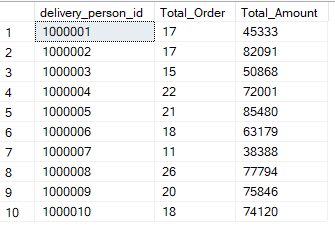 delivery_person_id Total_Order Total_Amount
1 1000001 17 45333
2 1000002 17 82091
3 1000003 15 50868
4 1000004 22 72001
5 1000005 21 85480
6 1000006 18 63179
7 1000007 11 38388
8 1000008 26 77794
9 1000009 20 75846
10 1000010 18 74120